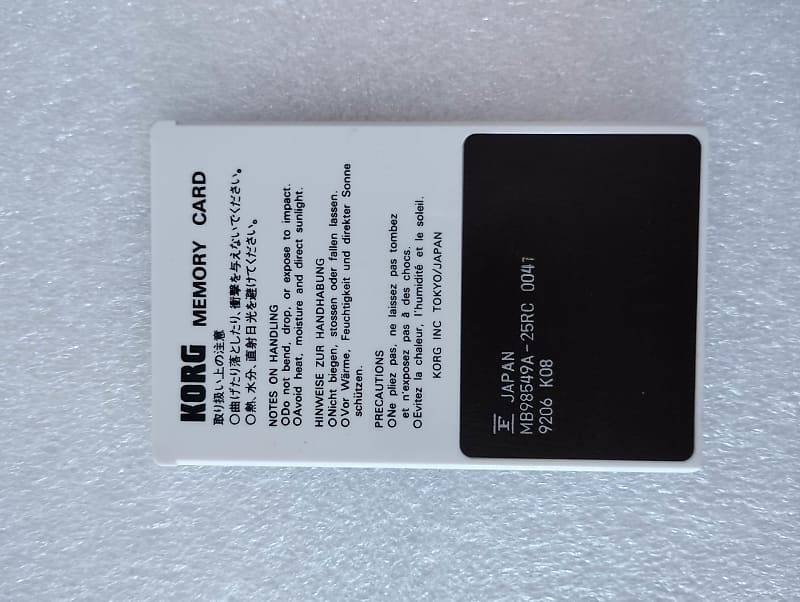 KORG MEMORY CARD
取り扱い上の注意
○曲げたり落としたり、衝撃を与えないでください。
○熱、水分、直射日光を避けてください。
NOTES ON HANDLING
○Do not bend, drop, or expose to impact.
○Avoid heat, moisture and direct sunlight.
HINWEISE ZUR HANDHABUNG
○Nicht biegen, stossen oder fallen lassen.
○Vor Wärme, Feuchtigkeit und direkter Sonne
schützen.
PRECAUTIONS
○Ne pliez pas, ne laissez pas tombez
et n'exposez pas â des chocs.
○Evitez la chaleur, l'humidité et le soleil.
KORG INC TOKYO/JAPAN
F JAPAN
MB98549A-25RC 0041
9206 K08